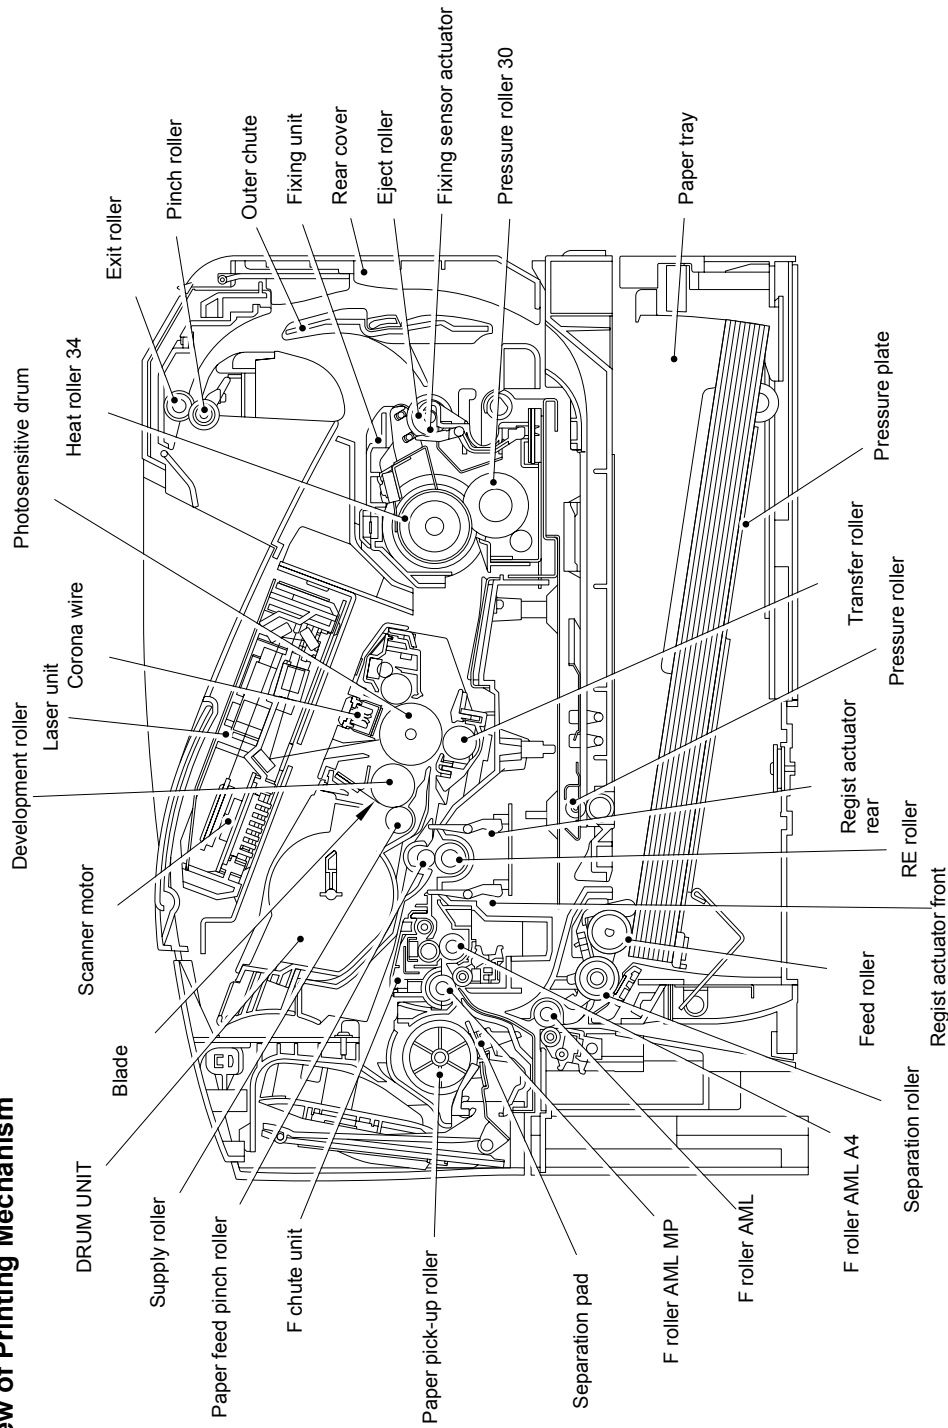 ew of Printing Mechanism
DRUM UNIT
Blade
Scanner motor
Development roller
Laser unit
Corona wire
Photosensitive drum
Heat roller 34
Exit roller
Pinch roller
Outer chute
Fixing unit
Rear cover
Eject roller
Fixing sensor actuator
Pressure roller 30
Paper tray
Supply roller
Paper feed pinch roller
F chute unit
Paper pick-up roller
Separation pad
F roller AML MP
F roller AML
F roller AML A4
Separation roller
Feed roller
Regist actuator front
RE roller
Regist actuator
rear
Pressure roller
Transfer roller
Pressure plate